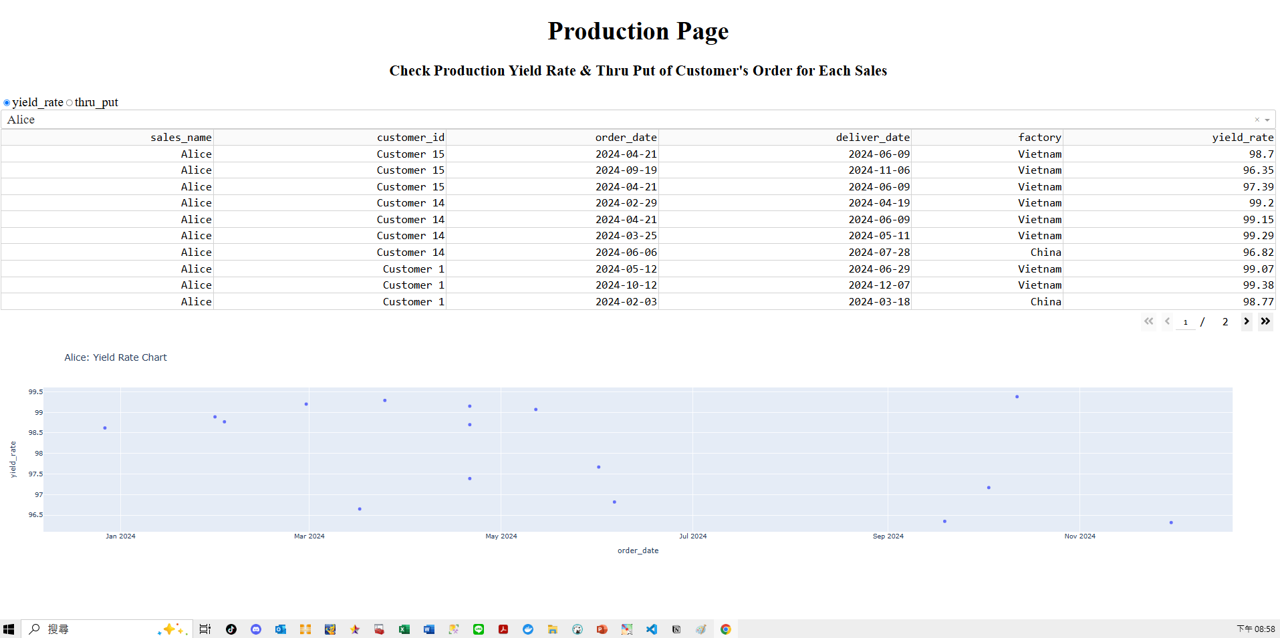 Production Page
Check Production Yield Rate & Thru Put of Customer's Order for Each Sales
yield_rate thru_put
Alice × 
sales_name customer_id order_date deliver_date factory yield_rate
Alice Customer 15 2024-04-21 2024-06-09 Vietnam 98.7
Alice Customer 15 2024-09-19 2024-11-06 Vietnam 96.35
Alice Customer 15 2024-04-21 2024-06-09 Vietnam 97.39
Alice Customer 14 2024-02-29 2024-04-19 Vietnam 99.2
Alice Customer 14 2024-04-21 2024-06-09 Vietnam 99.15
Alice Customer 14 2024-03-25 2024-05-11 Vietnam 99.29
Alice Customer 14 2024-06-06 2024-07-28 China 96.82
Alice Customer 1 2024-05-12 2024-06-29 Vietnam 99.07
Alice Customer 1 2024-10-12 2024-12-07 Vietnam 99.38
Alice Customer 1 2024-02-03 2024-03-18 China 98.77
1 / 2
Alice: Yield Rate Chart
99.5
99
98.5
98
97.5
97
96.5
yield_rate
Jan 2024 Mar 2024 May 2024 Jul 2024 Sep 2024 Nov 2024
order_date
搜尋
下午 08:58